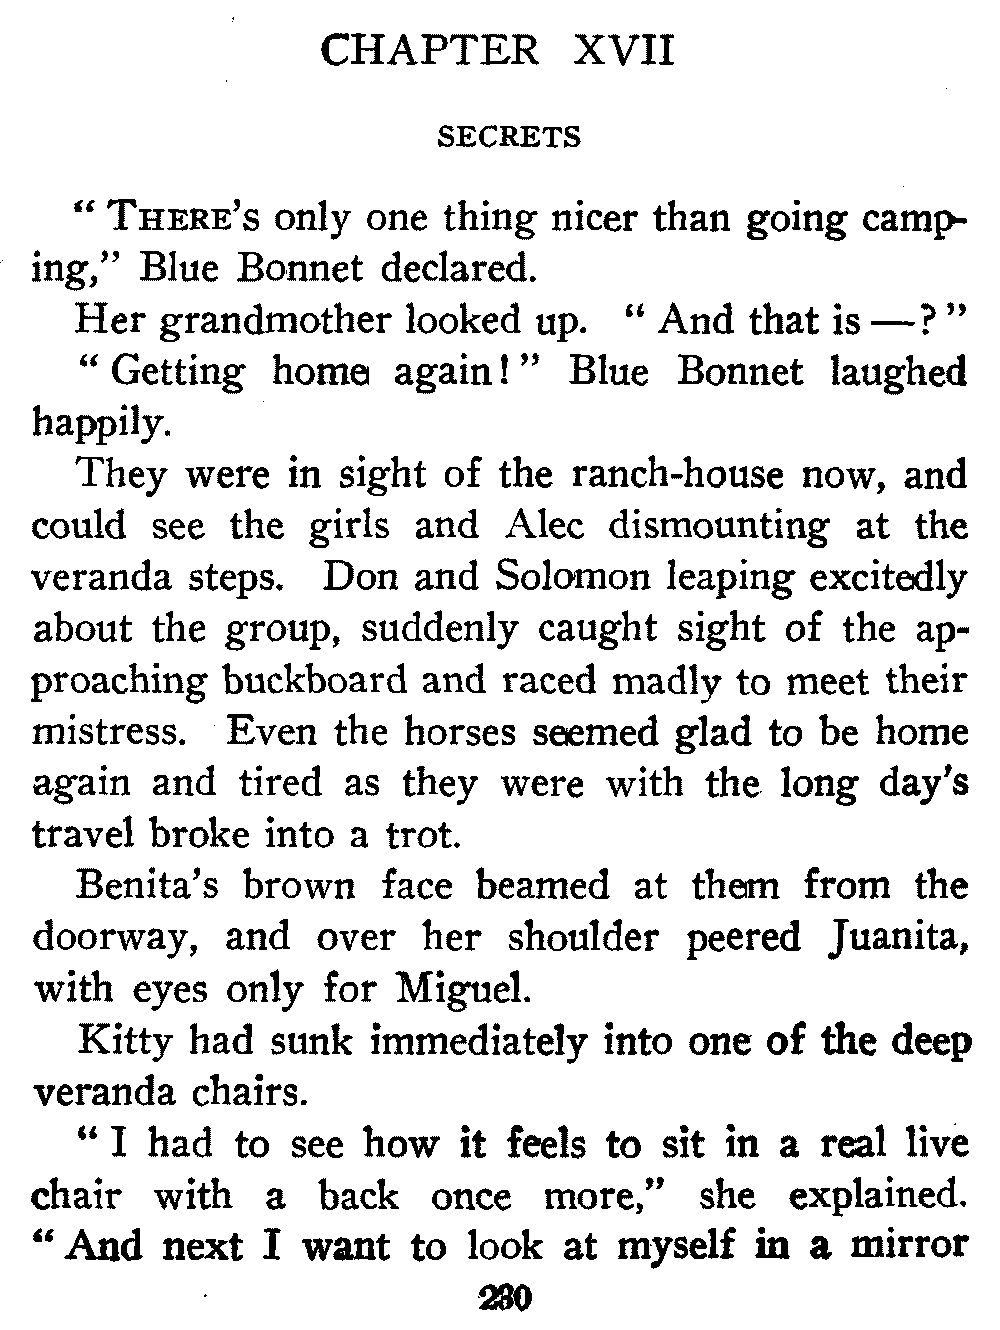 CHAPTER XVII
SECRETS
“ THERE’S only one thing nicer than going camp-
ing,” Blue Bonnet declared.
Her grandmother looked up. “ And that is —? ”
“ Getting home again! ” Blue Bonnet laughed
happily.
They were in sight of the ranch-house now, and
could see the girls and Alec dismounting at the
veranda steps. Don and Solomon leaping excitedly
about the group, suddenly caught sight of the ap-
proaching buckboard and raced madly to meet their
mistress. Even the horses seemed glad to be home
again and tired as they were with the long day’s
travel broke into a trot.
Benita’s brown face beamed at them from the
doorway, and over her shoulder peered Juanita,
with eyes only for Miguel.
Kitty had sunk immediately into one of the deep
veranda chairs.
“ I had to see how it feels to sit in a real live
chair with a back once more,” she explained.
“ And next I want to look at myself in a mirror
230